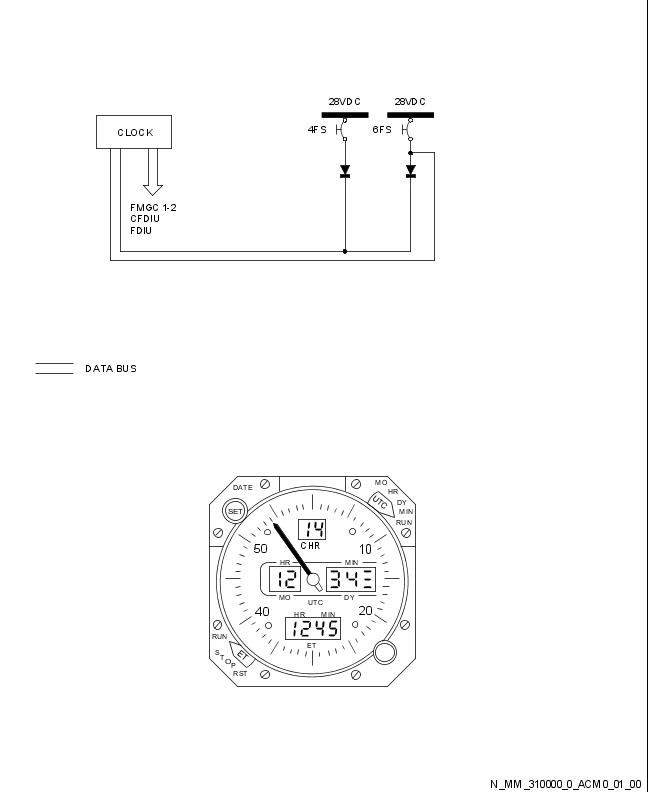 28VDC 28VDC
CLOCK
4FS 6FS
FMGC 1-2
CFDIU
FDIU
DATA BUS
DATE
MO
HR
DY
MIN
RUN
SET
UTC
14
CHR
50 10
HR MIN
12 34
MO UTC DY
40 20
HR MIN
1245
ET
RUN
STOP
RST
ET
N_MM_310000_0_ACM0_01_00